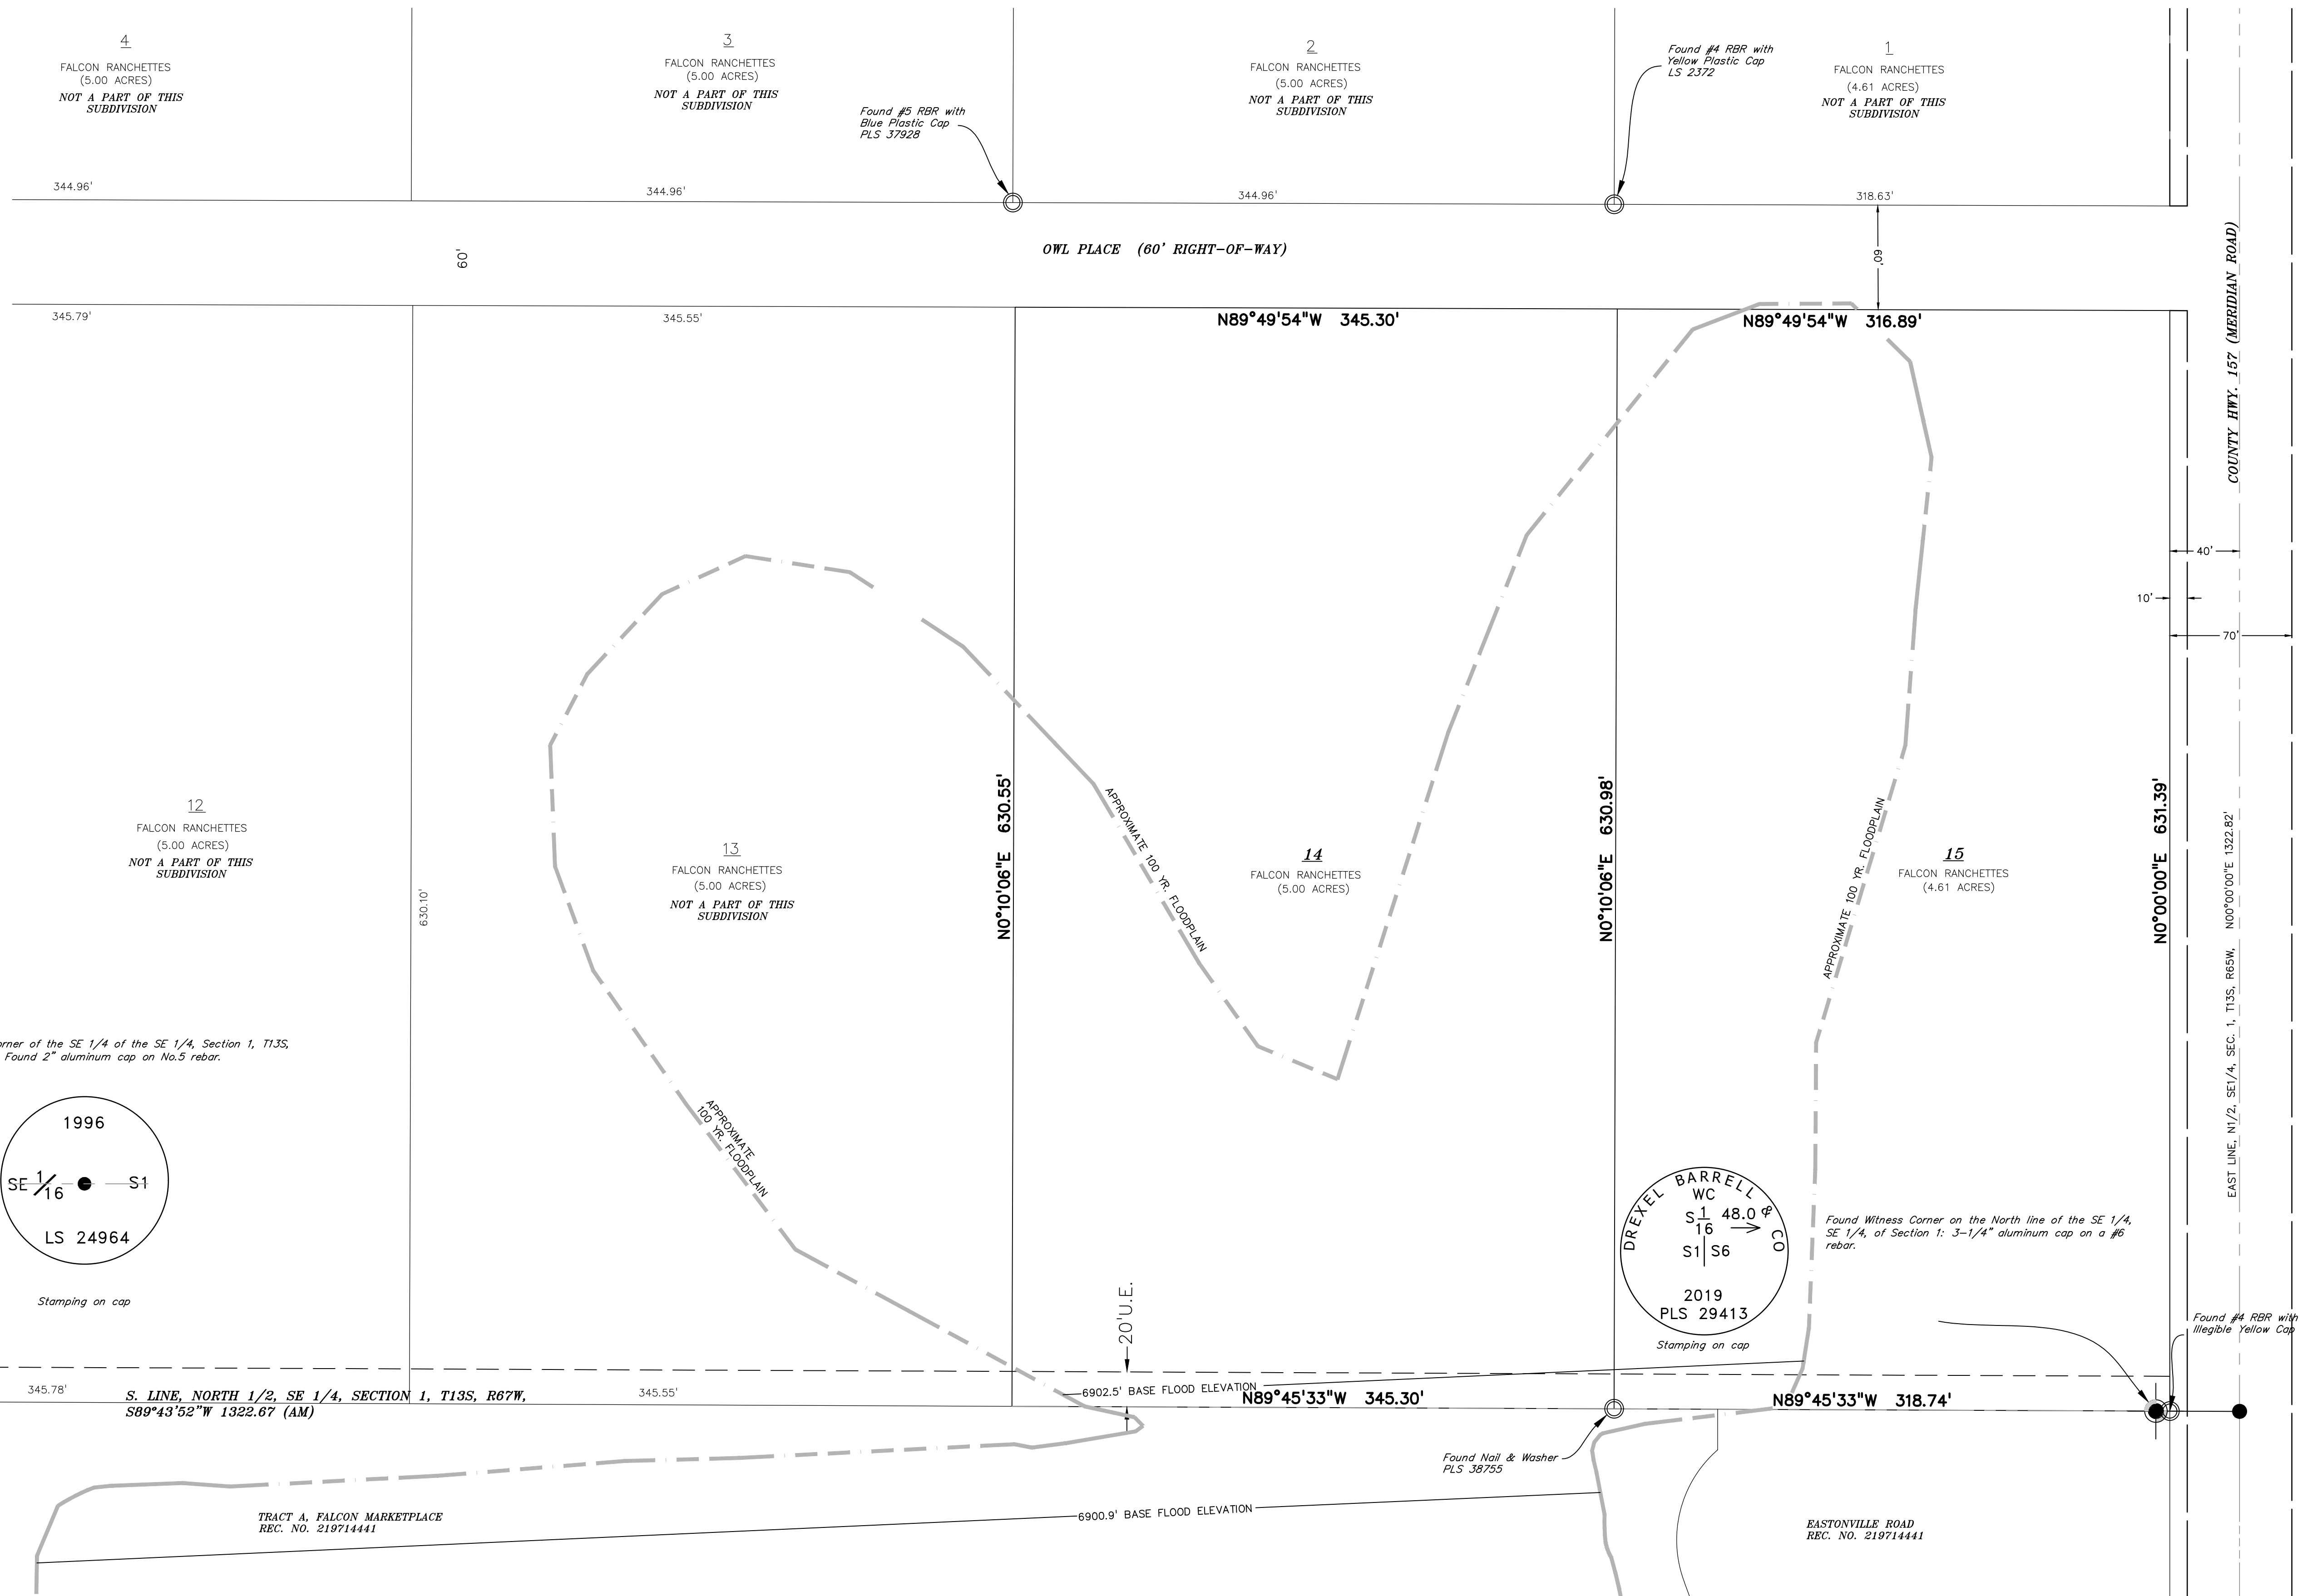 4
FALCON RANCHETTES
(5.00 ACRES)
NOT A PART OF THIS
SUBDIVISION
3
FALCON RANCHETTES
(5.00 ACRES)
NOT A PART OF THIS
SUBDIVISION
2
FALCON RANCHETTES
(5.00 ACRES)
NOT A PART OF THIS
SUBDIVISION
1
FALCON RANCHETTES
(4.61 ACRES)
NOT A PART OF THIS
SUBDIVISION
Found #4 RBR with
Yellow Plastic Cap
LS 2372
Found #5 RBR with
Blue Plastic Cap
PLS 37928
344.96'
344.96'
344.96'
318.63'
60'
OWL PLACE (60' RIGHT-OF-WAY)
60'
COUNTY HWY. 157 (MERIDIAN ROAD)
345.79'
345.55'
N89°49'54"W 345.30'
N89°49'54"W 316.89'
40'
10'
70'
12
FALCON RANCHETTES
(5.00 ACRES)
NOT A PART OF THIS
SUBDIVISION
630.10'
13
FALCON RANCHETTES
(5.00 ACRES)
NOT A PART OF THIS
SUBDIVISION
N0°10'06"E 630.55'
APPROXIMATE 100 YR. FLOODPLAIN
14
FALCON RANCHETTES
(5.00 ACRES)
N0°10'06"E 630.98'
APPROXIMATE 100 YR. FLOODPLAIN
15
FALCON RANCHETTES
(4.61 ACRES)
N0°00'00"E 631.39'
EAST LINE, N1/2, SE1/4, SEC. 1, T13S, R65W, N00°00'00"E 1322.82'
orner of the SE 1/4 of the SE 1/4, Section 1, T13S,
Found 2" aluminum cap on No.5 rebar.
1996
SE 1/16 S1
LS 24964
Stamping on cap
APPROXIMATE
100 YR. FLOODPLAIN
DREXEL BARRELL & CO
WC
S 1/16 48.0
S1 S6
2019
PLS 29413
Stamping on cap
Found Witness Corner on the North line of the SE 1/4,
SE 1/4, of Section 1: 3-1/4" aluminum cap on a #6
rebar.
Found #4 RBR with
Illegible Yellow Cap
20'U.E.
345.78'
S. LINE, NORTH 1/2, SE 1/4, SECTION 1, T13S, R67W,
S89°43'52"W 1322.67 (AM)
345.55'
6902.5' BASE FLOOD ELEVATION
N89°45'33"W 345.30'
N89°45'33"W 318.74'
Found Nail & Washer
PLS 38755
TRACT A, FALCON MARKETPLACE
REC. NO. 219714441
6900.9' BASE FLOOD ELEVATION
EASTONVILLE ROAD
REC. NO. 219714441